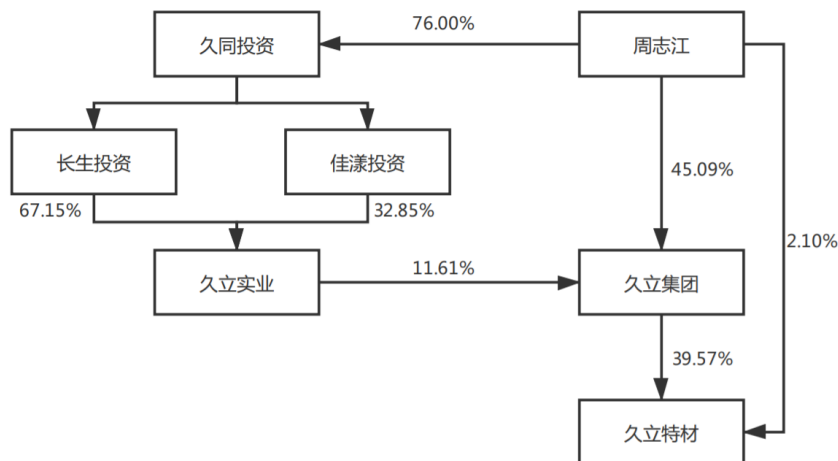 76.00%
久同投资
周志江
长生投资
佳漾投资
45.09%
67.15%
32.85%
2.10%
久立实业
11.61%
久立集团
39.57%
久立特材